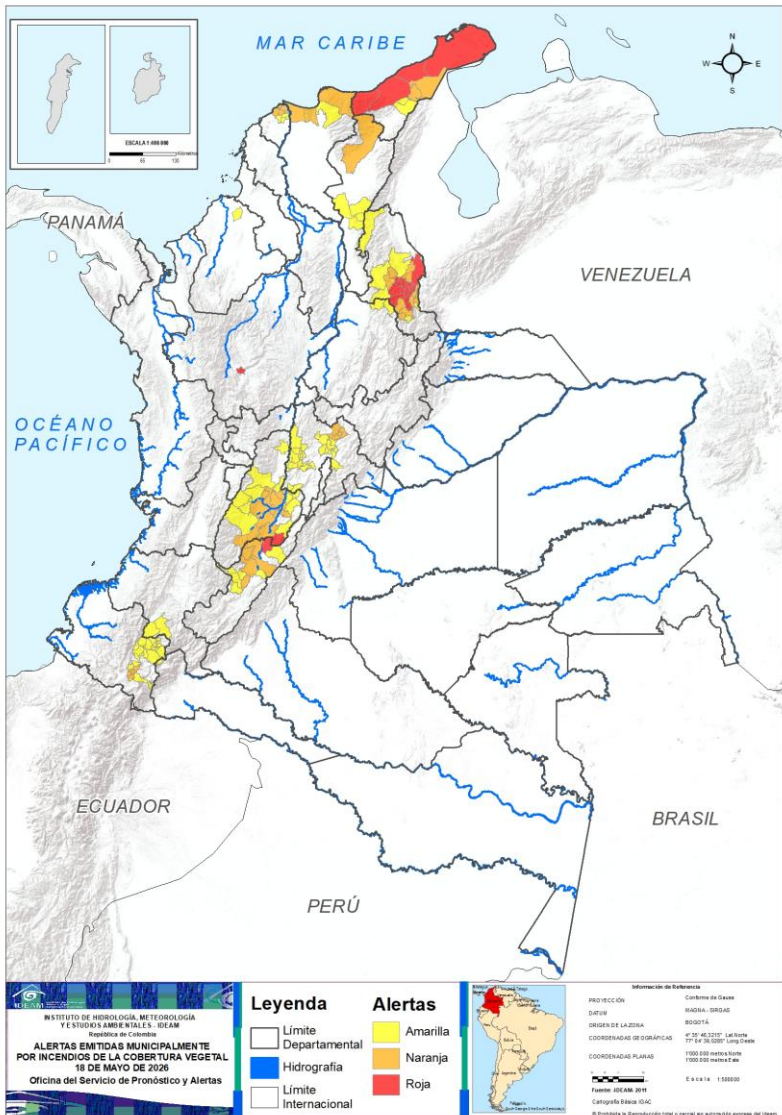 MAR CARIBE
N
W
E
S
ESCALA 1:400 000
PANAMÁ
VENEZUELA
OCÉANO
PACÍFICO
ECUADOR
BRASIL
PERÚ
IDEAM
INSTITUTO DE HIDROLOGÍA, METEOROLOGÍA
Y ESTUDIOS AMBIENTALES - IDEAM
República de Colombia
ALERTAS EMITIDAS MUNICIPALMENTE
POR INCENDIOS DE LA COBERTURA VEGETAL
18 DE MAYO DE 2026
Oficina del Servicio de Pronóstico y Alertas
Leyenda
Límite
Departamental
Hidrografía
Límite
Internacional
Alertas
Amarilla
Naranja
Roja
Información de Referencia
PROYECCIÓN Conforme de Gauss
DATUM MAGNA - SIRGAS
ORIGEN DE LA ZONA BOGOTÁ
COORDENADAS GEOGRÁFICAS
COORDENADAS PLANAS 1'000.000 metros Norte
1'000.000 metros Este
Escala 1:500000
Fuente: IDEAM 2011
Cartografía Básica IGAC